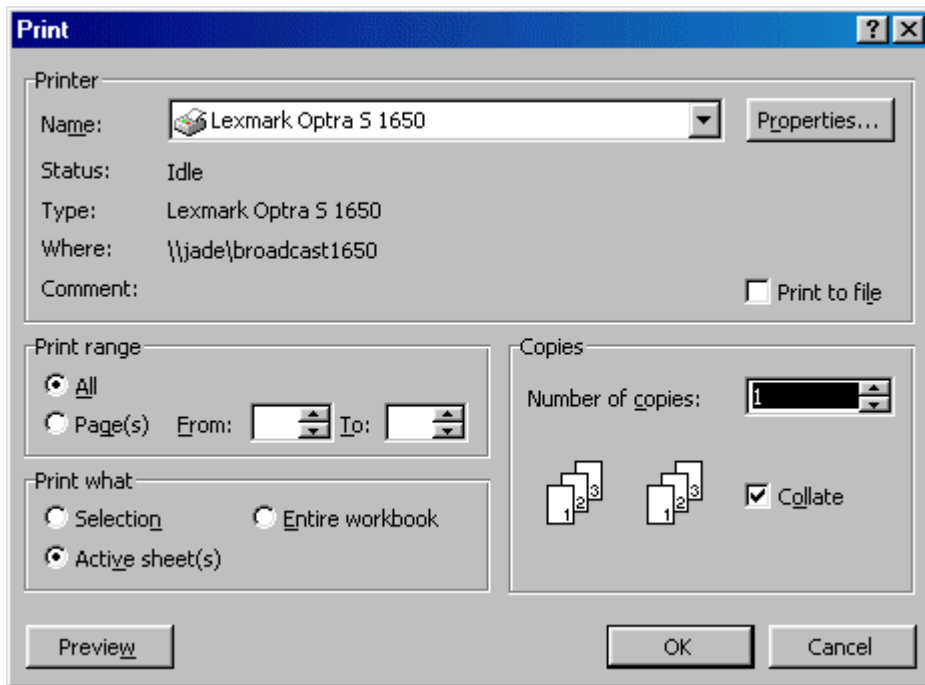 Print
Printer
Name: Lexmark Optra S 1650 Properties...
Status: Idle
Type: Lexmark Optra S 1650
Where: \\jade\broadcast1650
Comment: Print to file
Print range
All
Page(s) From: To:
Copies
Number of copies: 1
1 2 3 1 2 3 Collate
Print what
Selection Entire workbook
Active sheet(s)
Preview OK Cancel